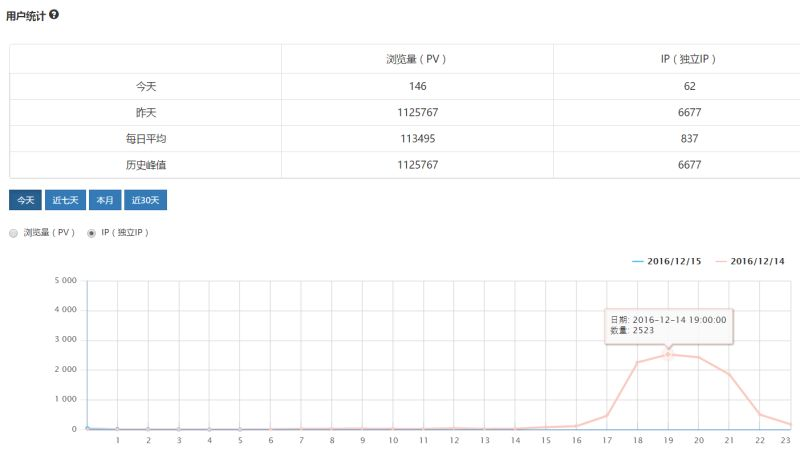 用户统计
浏览量（PV） IP（独立IP）
今天 146 62
昨天 1125767 6677
每日平均 113495 837
历史峰值 1125767 6677
今天 近七天 本月 近30天
浏览量（PV） IP（独立IP）
2016/12/15 2016/12/14
5 000
4 000
3 000
2 000
1 000
0
日期: 2016-12-14 19:00:00
数量: 2523
1 2 3 4 5 6 7 8 9 10 11 12 13 14 15 16 17 18 19 20 21 22 23